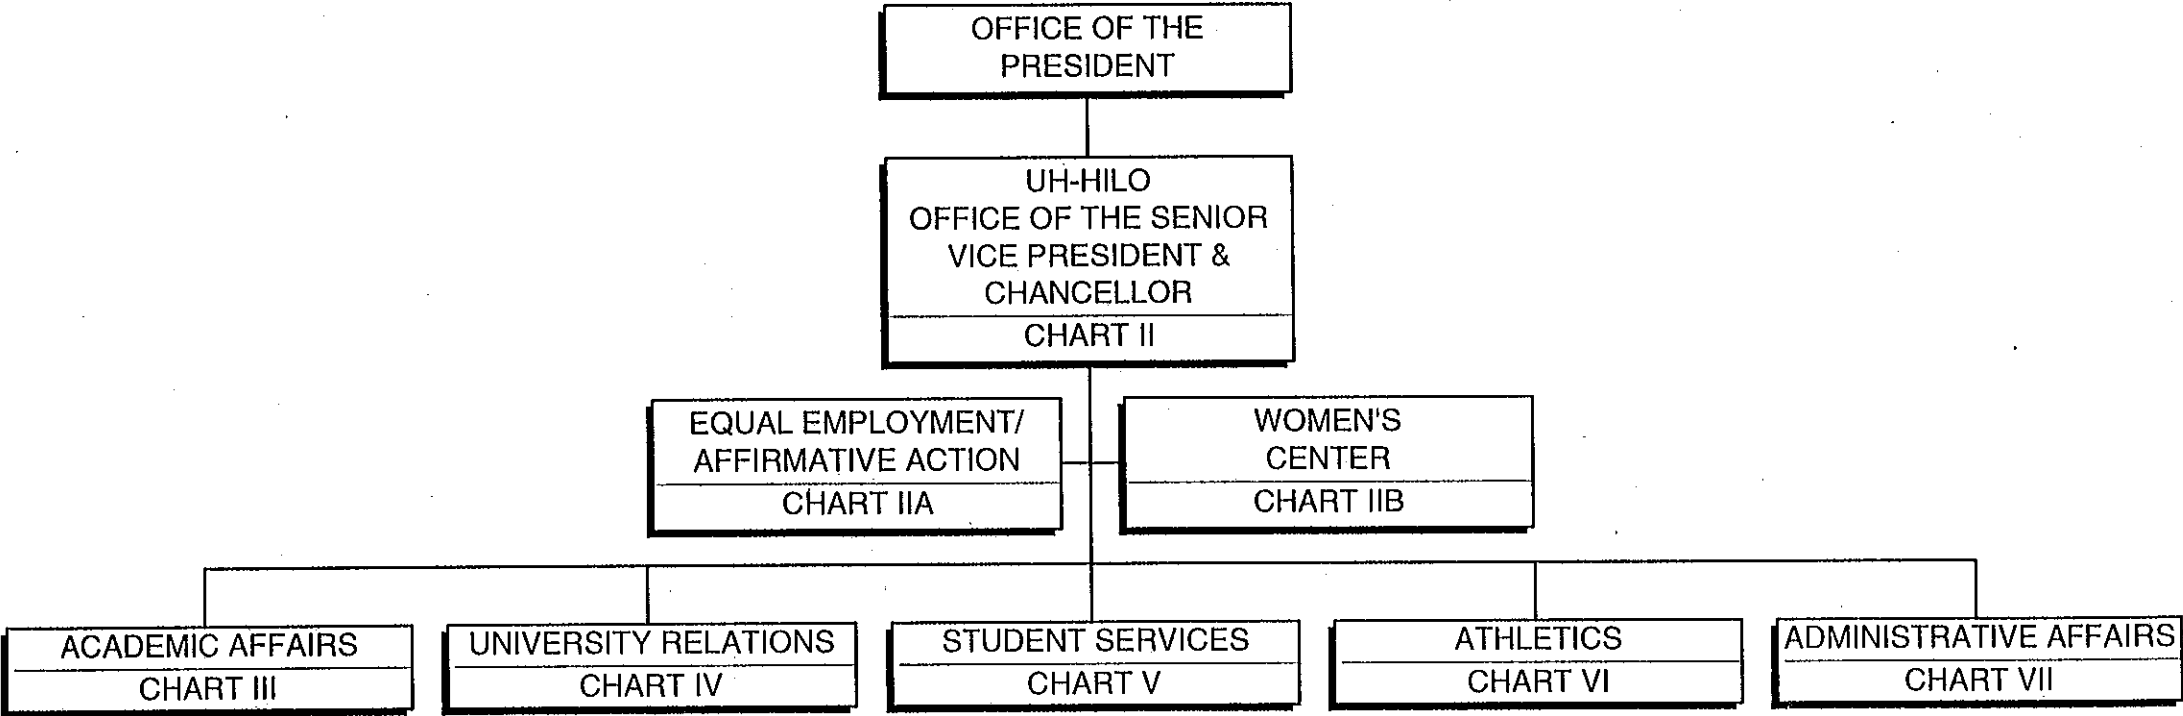 OFFICE OF THE
PRESIDENT
UH-HILO
OFFICE OF THE SENIOR
VICE PRESIDENT &
CHANCELLOR
CHART II
EQUAL EMPLOYMENT/
AFFIRMATIVE ACTION
CHART IIA
WOMEN'S
CENTER
CHART IIB
ACADEMIC AFFAIRS
CHART III
UNIVERSITY RELATIONS
CHART IV
STUDENT SERVICES
CHART V
ATHLETICS
CHART VI
ADMINISTRATIVE AFFAIRS
CHART VII